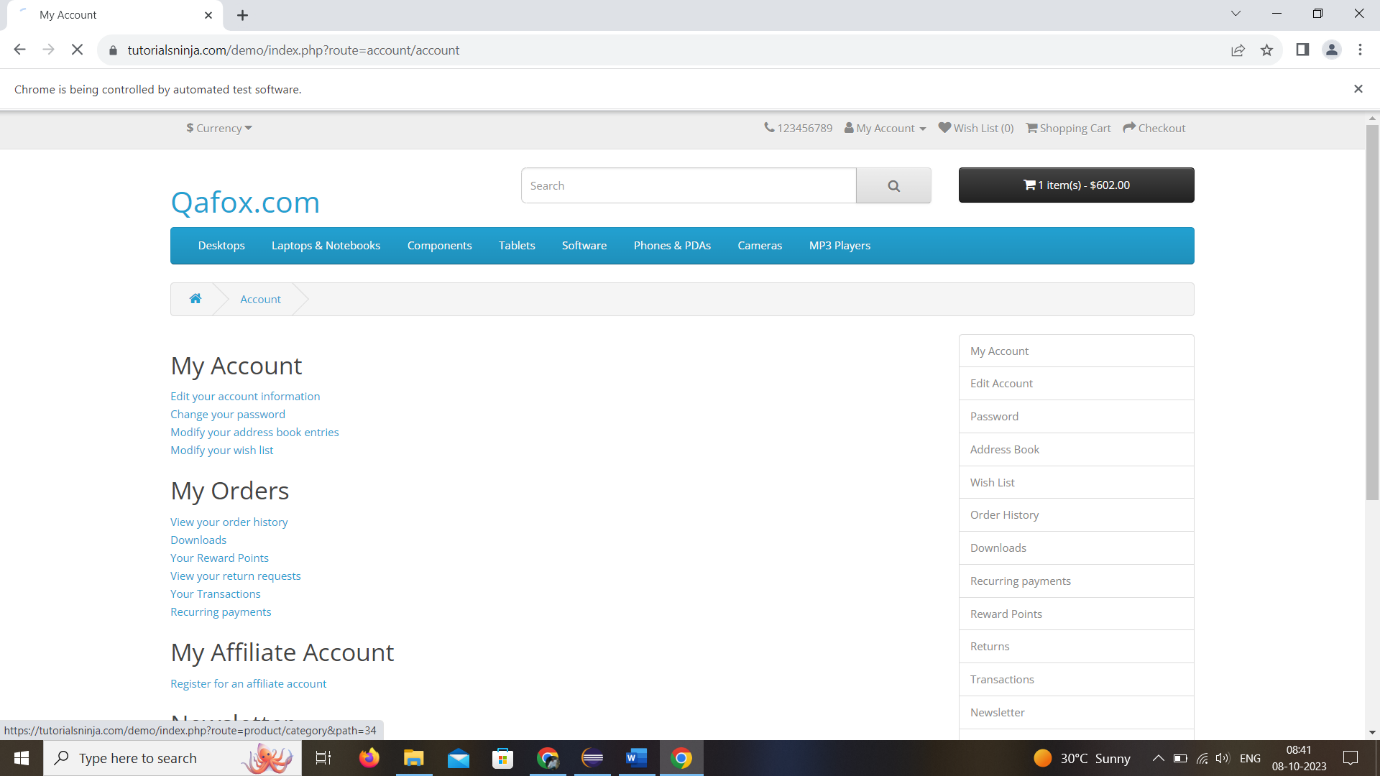 My Account
tutorialsninja.com/demo/index.php?route=account/account
Chrome is being controlled by automated test software.
$ Currency
123456789 My Account Wish List (0) Shopping Cart Checkout
Qafox.com
Search
1 item(s) - $602.00
Desktops Laptops & Notebooks Components Tablets Software Phones & PDAs Cameras MP3 Players
Account
My Account
Edit your account information
Change your password
Modify your address book entries
Modify your wish list
My Orders
View your order history
Downloads
Your Reward Points
View your return requests
Your Transactions
Recurring payments
My Affiliate Account
Register for an affiliate account
Newsletter
My Account
Edit Account
Password
Address Book
Wish List
Order History
Downloads
Recurring payments
Reward Points
Returns
Transactions
Newsletter
https://tutorialsninja.com/demo/index.php?route=product/category&path=34
Type here to search
30°C Sunny
ENG
08:41
08-10-2023